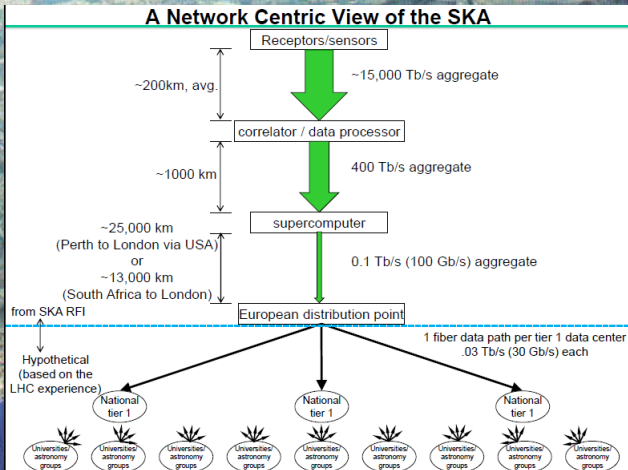 A Network Centric View of the SKA
Receptors/sensors
~200km, avg.
~15,000 Tb/s aggregate
correlator / data processor
~1000 km
400 Tb/s aggregate
supercomputer
~25,000 km
(Perth to London via USA)
or
~13,000 km
(South Africa to London)
0.1 Tb/s (100 Gb/s) aggregate
from SKA RFI
European distribution point
Hypothetical
(based on the
LHC experience)
1 fiber data path per tier 1 data center
.03 Tb/s (30 Gb/s) each
National
tier 1
National
tier 1
National
tier 1
Universities/
astronomy
groups
Universities/
astronomy
groups
Universities/
astronomy
groups
Universities/
astronomy
groups
Universities/
astronomy
groups
Universities/
astronomy
groups
Universities/
astronomy
groups
Universities/
astronomy
groups